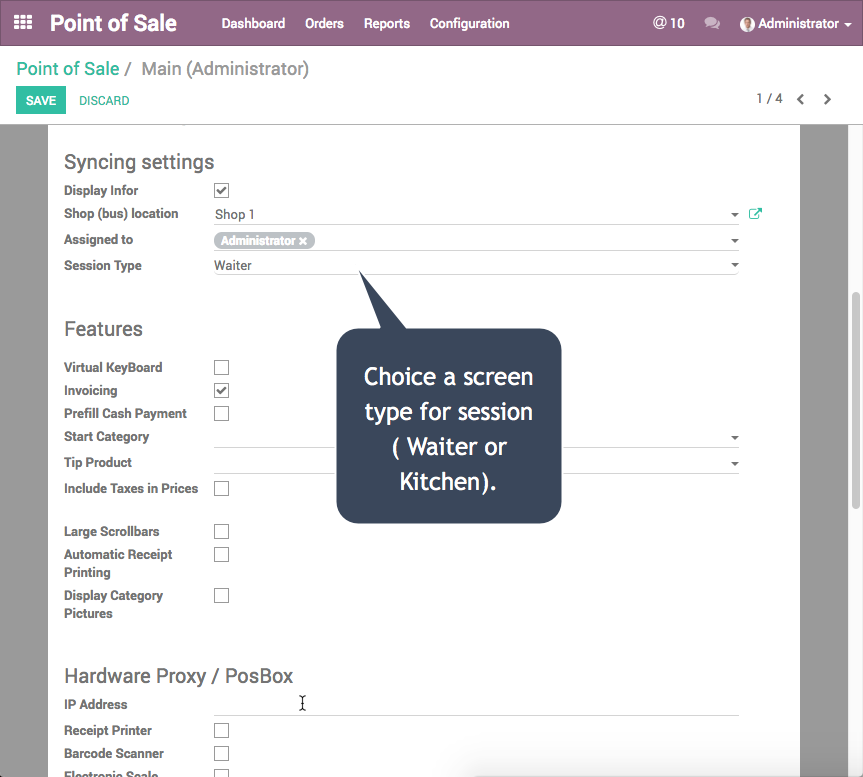 Point of Sale Dashboard Orders Reports Configuration @ 10 Administrator
Point of Sale / Main (Administrator)
SAVE DISCARD 1 / 4
Syncing settings
Display Infor
Shop (bus) location Shop 1
Assigned to Administrator ×
Session Type Waiter
Features
Virtual KeyBoard
Invoicing
Prefill Cash Payment
Start Category
Tip Product
Include Taxes in Prices
Large Scrollbars
Automatic Receipt
Printing
Display Category
Pictures
Choice a screen
type for session
( Waiter or
Kitchen).
Hardware Proxy / PosBox
IP Address
Receipt Printer
Barcode Scanner
Electronic Scale